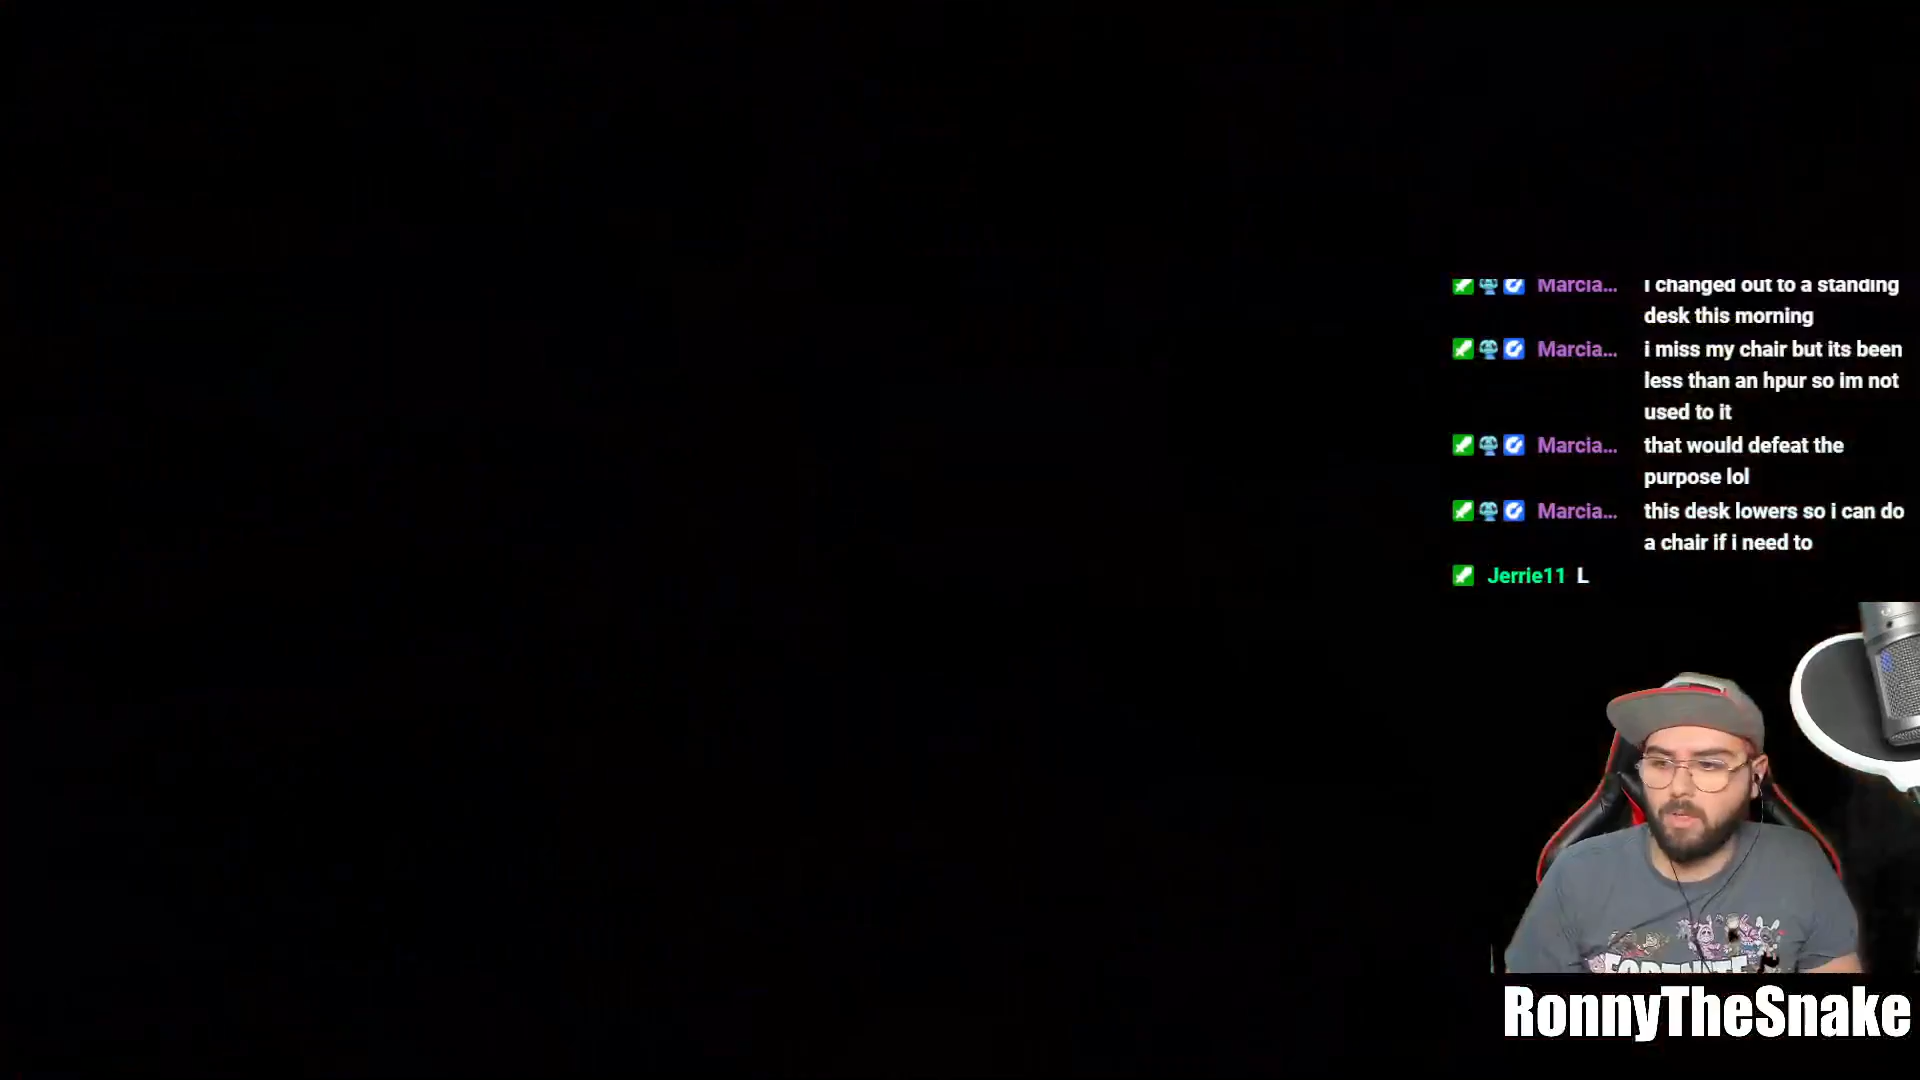 Marcia... i changed out to a standing
desk this morning
Marcia... i miss my chair but its been
less than an hpur so im not
used to it
Marcia... that would defeat the
purpose lol
Marcia... this desk lowers so i can do
a chair if i need to
Jerrie11 L
FORTNITE
RonnyTheSnake